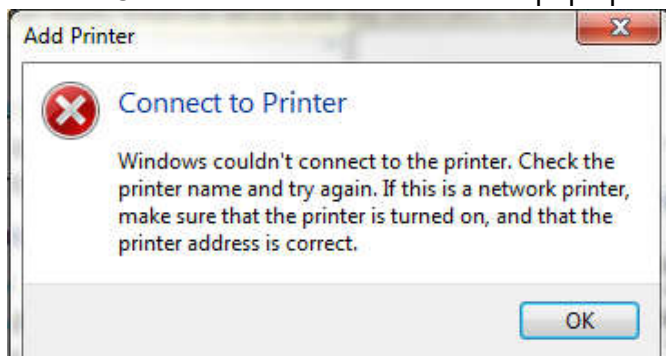 Add Printer
Connect to Printer
Windows couldn't connect to the printer. Check the
printer name and try again. If this is a network printer,
make sure that the printer is turned on, and that the
printer address is correct.
OK